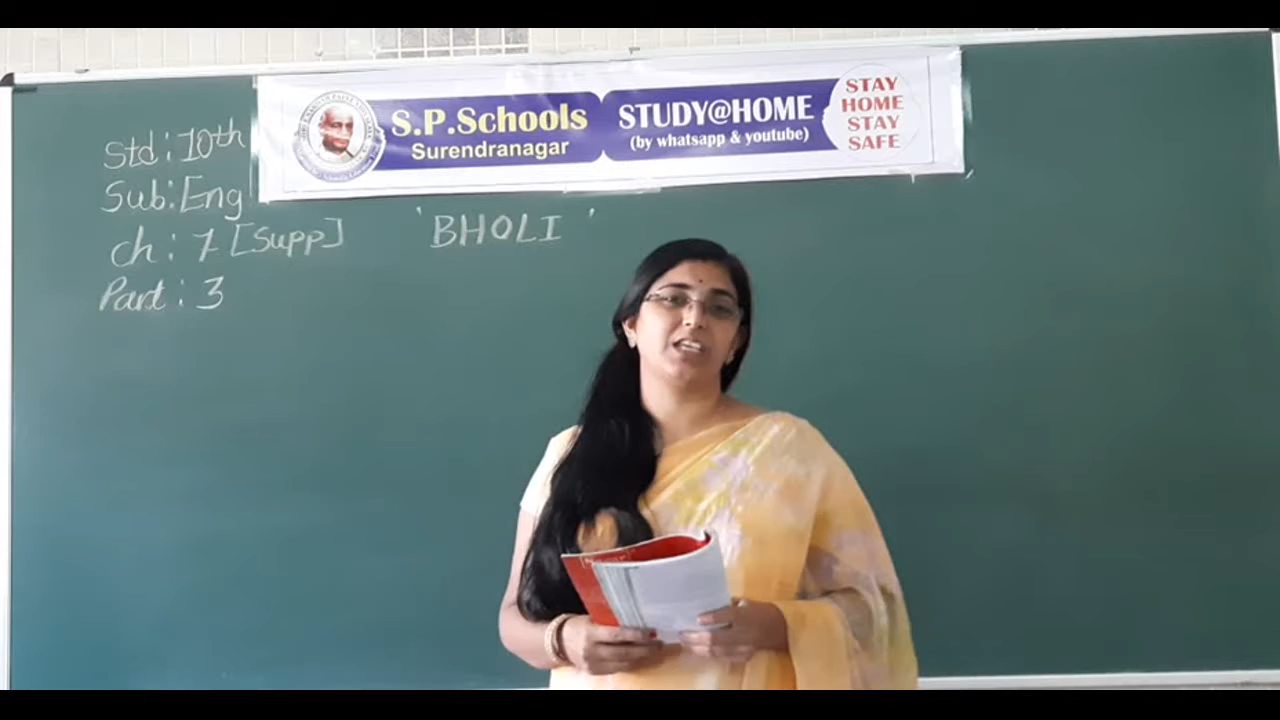 Std : 10th
Sub : Eng
ch : 7 [Supp]
Part : 3
' BHOLI '
S.P.Schools
Surendranagar
STUDY@HOME
(by whatsapp & youtube)
STAY
HOME
STAY
SAFE